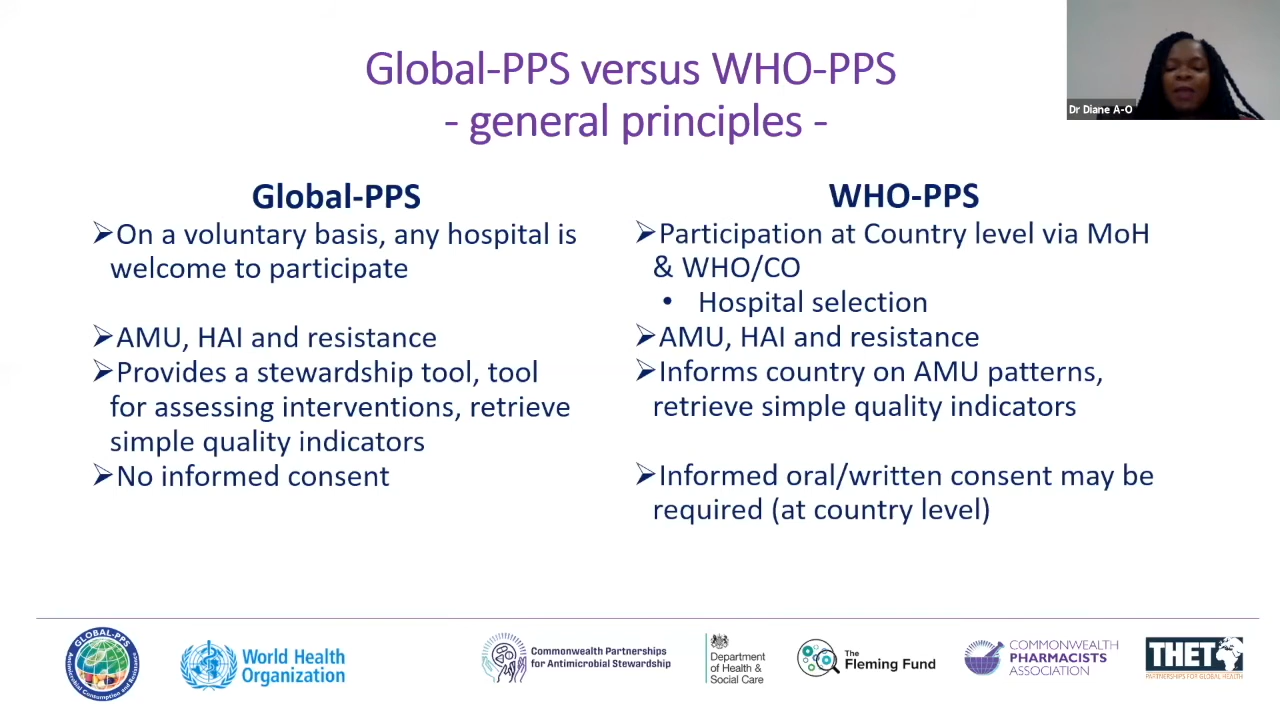 Global-PPS versus WHO-PPS
- general principles -
Dr Diane A-O
Global-PPS
➢On a voluntary basis, any hospital is
welcome to participate
➢AMU, HAI and resistance
➢Provides a stewardship tool, tool
for assessing interventions, retrieve
simple quality indicators
➢No informed consent
WHO-PPS
➢Participation at Country level via MoH
& WHO/CO
• Hospital selection
➢AMU, HAI and resistance
➢Informs country on AMU patterns,
retrieve simple quality indicators
➢Informed oral/written consent may be
required (at country level)
GLOBAL-PPS
Antimicrobial Consumption and Resistance
World Health
Organization
Commonwealth Partnerships
for Antimicrobial Stewardship
Department
of Health &
Social Care
The
Fleming Fund
COMMONWEALTH
PHARMACISTS
ASSOCIATION
THET
PARTNERSHIPS FOR GLOBAL HEALTH